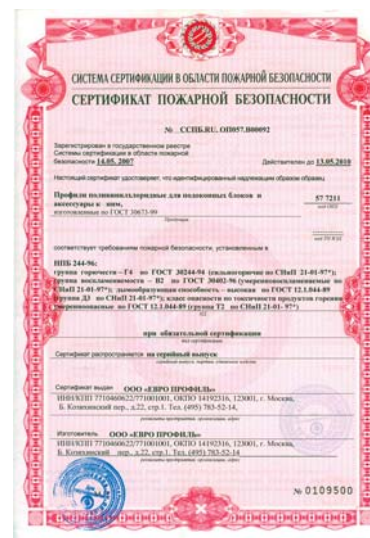 СИСТЕМА СЕРТИФИКАЦИИ В ОБЛАСТИ ПОЖАРНОЙ БЕЗОПАСНОСТИ
СЕРТИФИКАТ ПОЖАРНОЙ БЕЗОПАСНОСТИ
№ ССПБ.RU. ОП057.В00092
Зарегистрирован в государственном реестре
Системы сертификации в области пожарной
безопасности 14.05. 2007 Действителен до 13.05.2010
Настоящий сертификат удостоверяет, что идентифицированный надлежащим образом образец
Профили поливинилхлоридные для подоконных блоков и
аксессуары к ним, 57 7211
изготовленные по ГОСТ 30673-99
соответствует требованиям пожарной безопасности, установленным в
НПБ 244-96:
группа горючести – Г4 по ГОСТ 30244-94 (сильногорючие по СНиП 21-01-97*);
группа воспламеняемости – В2 по ГОСТ 30402-96 (умеренновоспламеняемые по
СНиП 21-01-97*); дымообразующая способность – высокая по ГОСТ 12.1.044-89
(группа Д3 по СНиП 21-01-97*); класс опасности по токсичности продуктов горения
умеренноопасные по ГОСТ 12.1.044-89 (группа Т2 по СНиП 21-01- 97*)
при обязательной сертификации
Сертификат распространяется на серийный выпуск
Сертификат выдан ООО «ЕВРО ПРОФИЛЬ»
ИНН/КПП 7710460622/771001001, ОКПО 14192316, 123001, г. Москва,
Б. Козихинский пер., д.22, стр.1. Тел. (495) 783-52-14,
Изготовитель ООО «ЕВРО ПРОФИЛЬ»
ИНН/КПП 7710460622/771001001, ОКПО 14192316, 123001, г. Москва,
Б. Козихинский пер., д.22, стр.1. Тел. (495) 783-52-14
№ 0109500